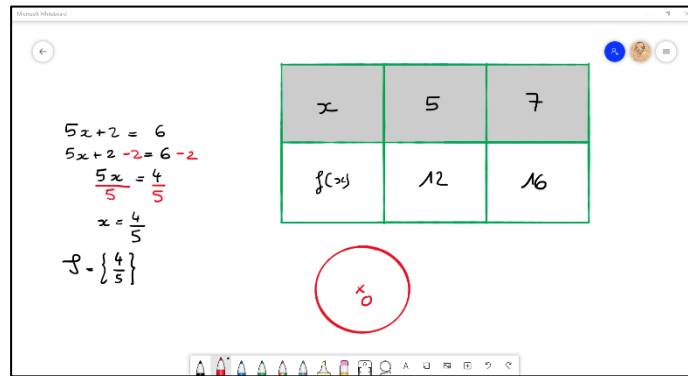 Microsoft Whiteboard
5x+2 = 6
5x+2 -2 = 6 -2
5x/5 = 4/5
x = 4/5
S = {4/5}
x 5 7
f(x) 12 16
x
O
A